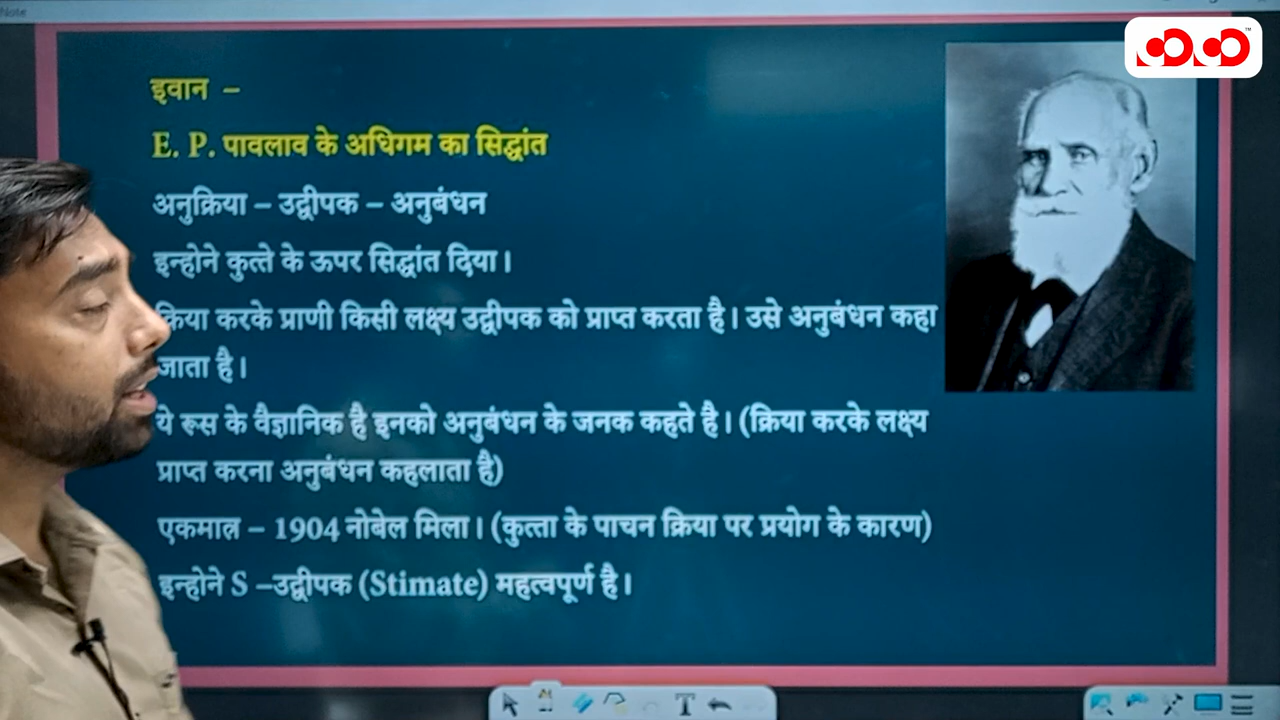 Note
इवान –
E. P. पावलाव के अधिगम का सिद्धांत
अनुक्रिया – उद्वीपक – अनुबंधन
इन्होने कुत्ते के ऊपर सिद्धांत दिया।
क्रिया करके प्राणी किसी लक्ष्य उद्वीपक को प्राप्त करता है। उसे अनुबंधन कहा
जाता है।
ये रूस के वैज्ञानिक है इनको अनुबंधन के जनक कहते है। (क्रिया करके लक्ष्य
प्राप्त करना अनुबंधन कहलाता है)
एकमात्र – 1904 नोबेल मिला। (कुत्ता के पाचन क्रिया पर प्रयोग के कारण)
इन्होने S –उद्वीपक (Stimate) महत्वपूर्ण है।
T